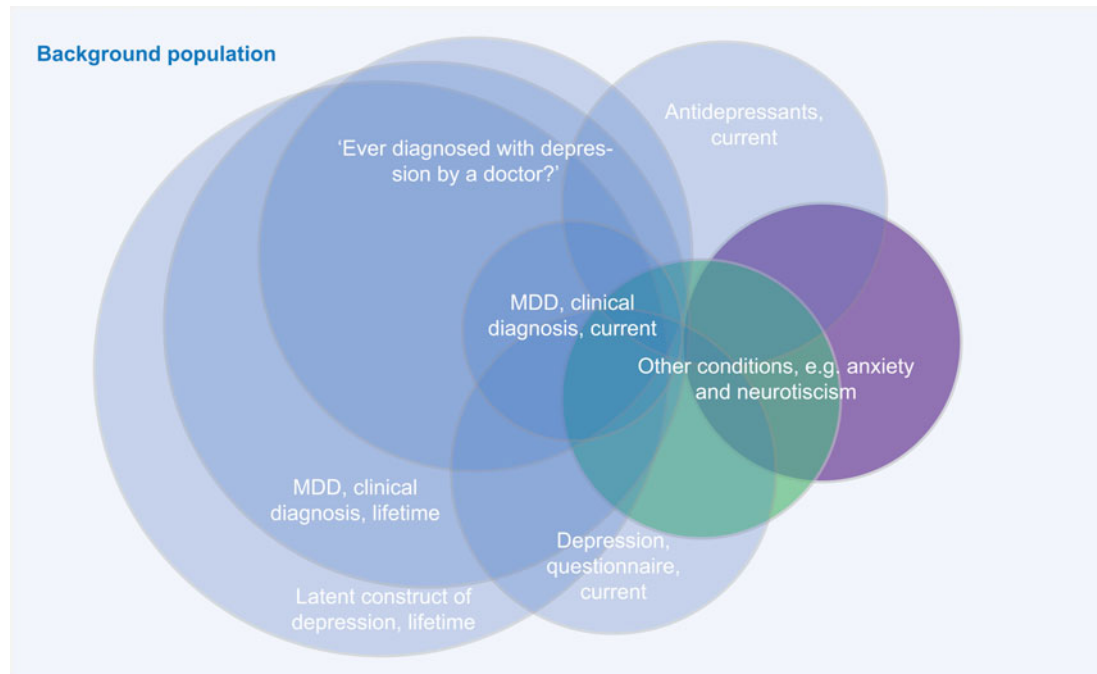 Background population
Antidepressants,
current
‘Ever diagnosed with depres-
sion by a doctor?’
MDD, clinical
diagnosis, current
Other conditions, e.g. anxiety
and neurotiscism
MDD, clinical
diagnosis, lifetime
Depression,
questionnaire,
current
Latent construct of
depression, lifetime